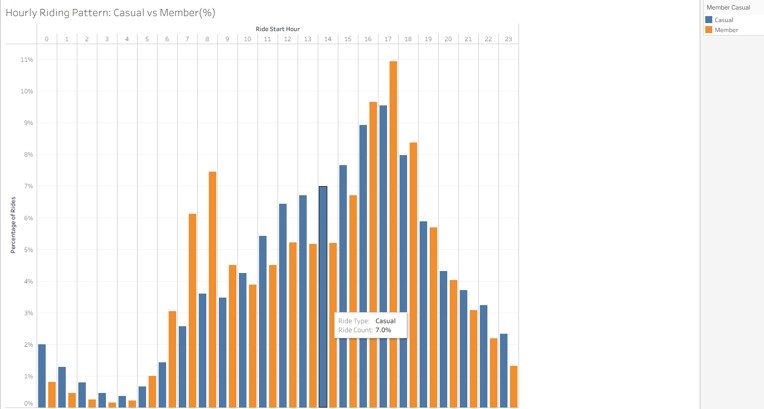 Hourly Riding Pattern: Casual vs Member(%)
Member Casual
Casual
Member
Ride Start Hour
0 1 2 3 4 5 6 7 8 9 10 11 12 13 14 15 16 17 18 19 20 21 22 23
11%
10%
9%
8%
7%
6%
5%
4%
3%
2%
1%
0%
Percentage of Rides
Ride Type: Casual
Ride Count: 7.0%